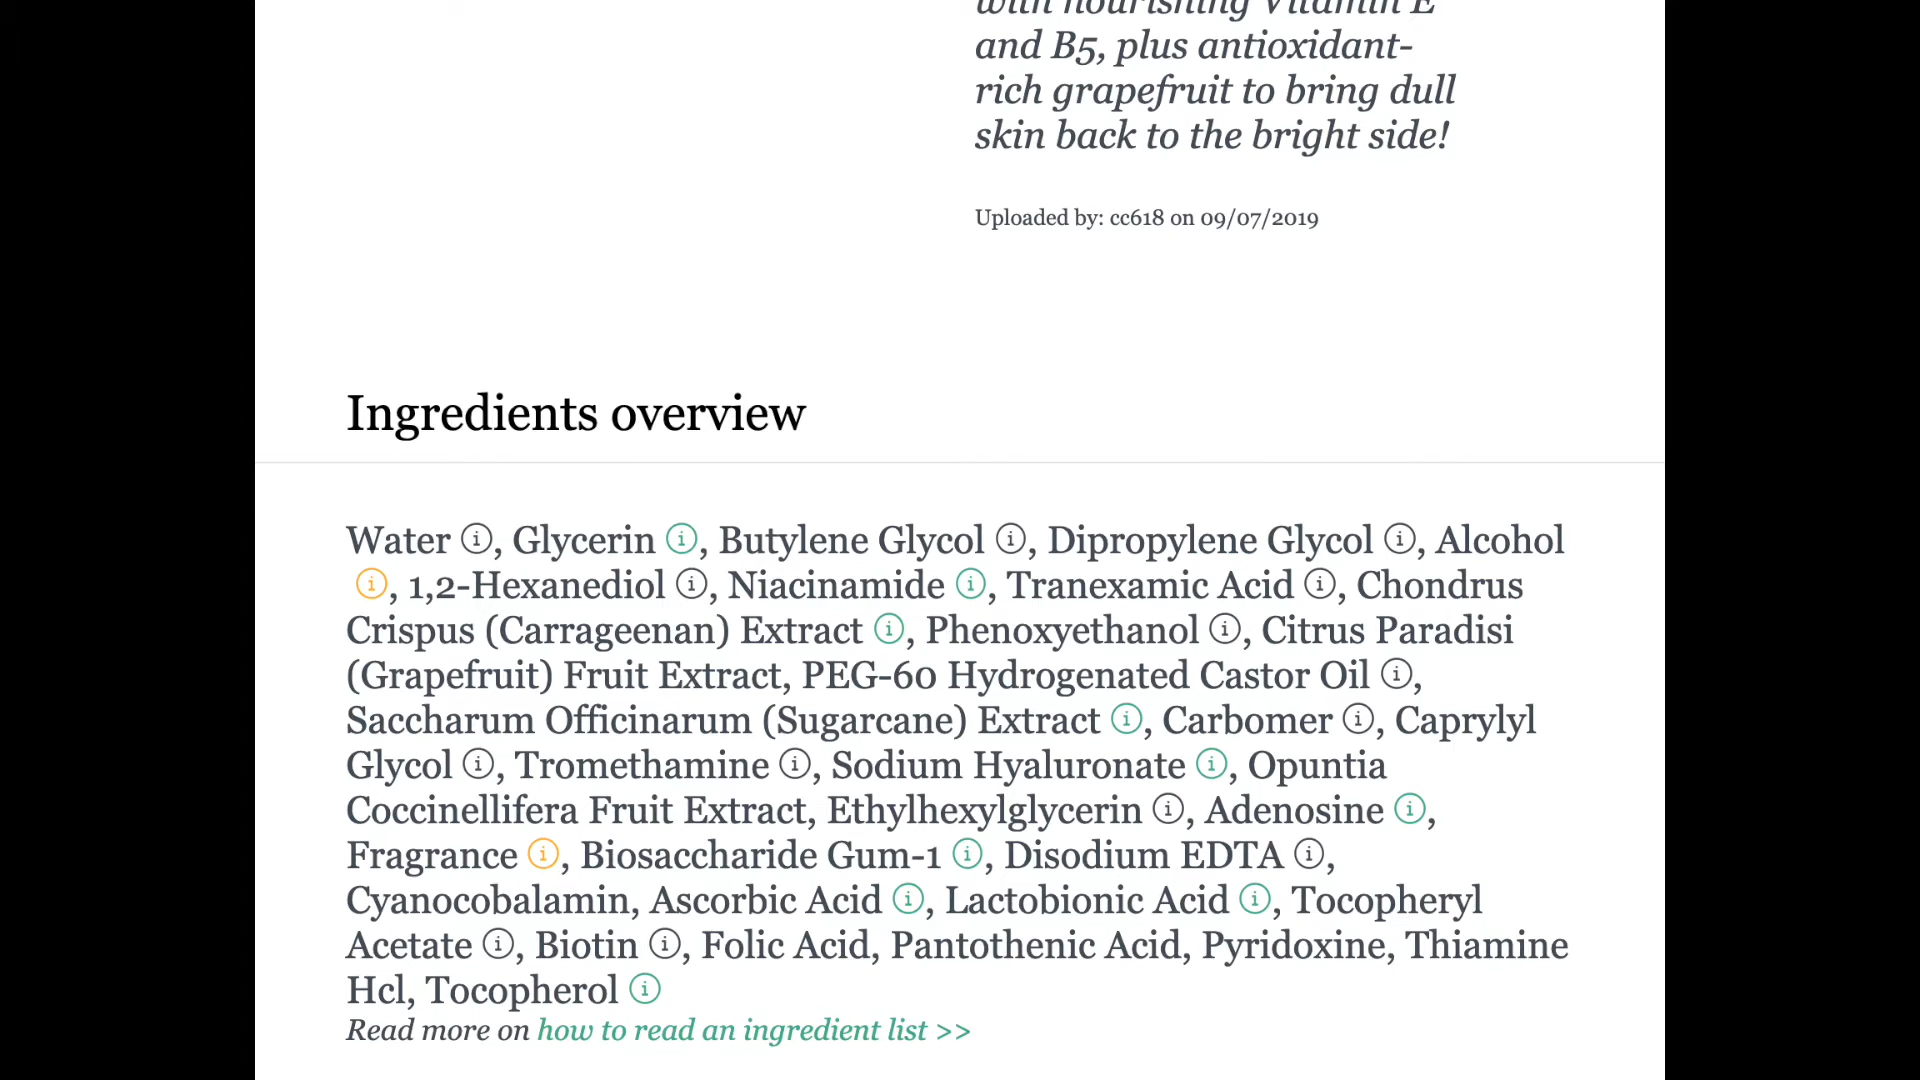 with nourishing Vitamin E
and B5, plus antioxidant-
rich grapefruit to bring dull
skin back to the bright side!
Uploaded by: cc618 on 09/07/2019
Ingredients overview
Water i, Glycerin i, Butylene Glycol i, Dipropylene Glycol i, Alcohol
i, 1,2-Hexanediol i, Niacinamide i, Tranexamic Acid i, Chondrus
Crispus (Carrageenan) Extract i, Phenoxyethanol i, Citrus Paradisi
(Grapefruit) Fruit Extract, PEG-60 Hydrogenated Castor Oil i,
Saccharum Officinarum (Sugarcane) Extract i, Carbomer i, Caprylyl
Glycol i, Tromethamine i, Sodium Hyaluronate i, Opuntia
Coccinellifera Fruit Extract, Ethylhexylglycerin i, Adenosine i,
Fragrance i, Biosaccharide Gum-1 i, Disodium EDTA i,
Cyanocobalamin, Ascorbic Acid i, Lactobionic Acid i, Tocopheryl
Acetate i, Biotin i, Folic Acid, Pantothenic Acid, Pyridoxine, Thiamine
Hcl, Tocopherol i
Read more on how to read an ingredient list >>